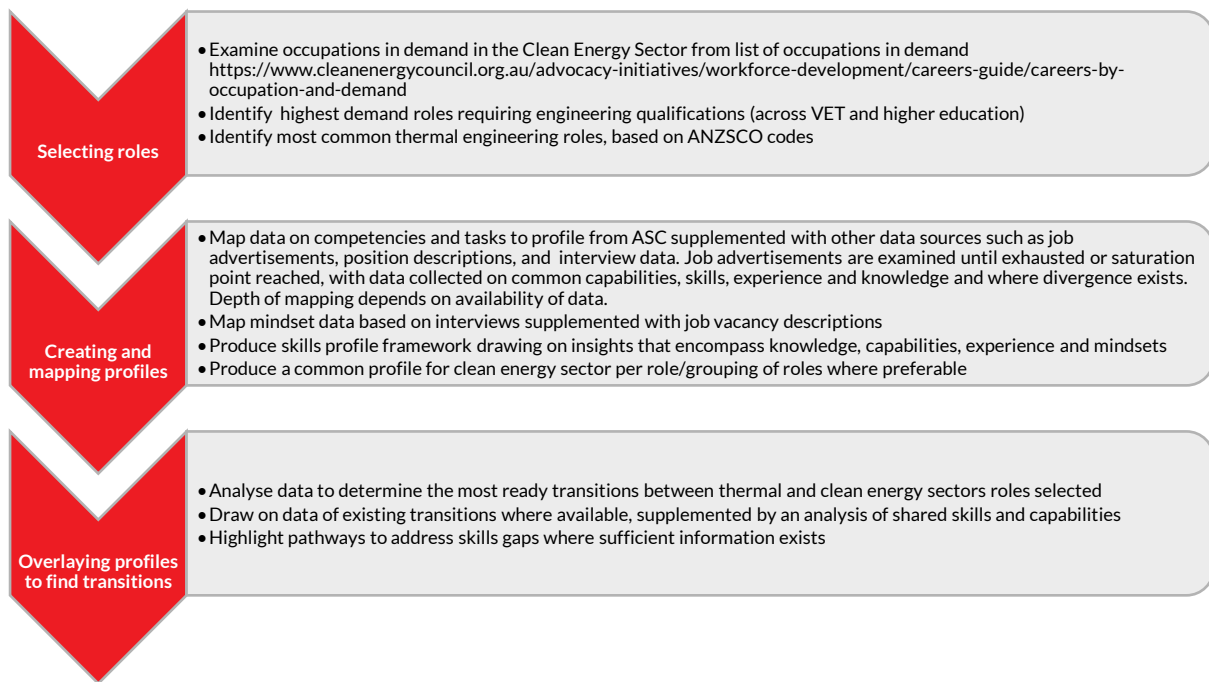 Selecting roles
• Examine occupations in demand in the Clean Energy Sector from list of occupations in demand
https://www.cleanenergycouncil.org.au/advocacy-initiatives/workforce-development/careers-guide/careers-by-
occupation-and-demand
• Identify  highest demand roles requiring engineering qualifications (across VET and higher education)
• Identify most common thermal engineering roles, based on ANZSCO codes
Creating and
mapping profiles
• Map data on competencies and tasks to profile from ASC supplemented with other data sources such as job
advertisements, position descriptions, and  interview data. Job advertisements are examined until exhausted or saturation
point reached, with data collected on common capabilities, skills, experience and knowledge and where divergence exists.
Depth of mapping depends on availability of data.
• Map mindset data based on interviews supplemented with job vacancy descriptions
• Produce skills profile framework drawing on insights that encompass knowledge, capabilities, experience and mindsets
• Produce a common profile for clean energy sector per role/grouping of roles where preferable
Overlaying profiles
to find transitions
• Analyse data to determine the most ready transitions between thermal and clean energy sectors roles selected
• Draw on data of existing transitions where available, supplemented by an analysis of shared skills and capabilities
• Highlight pathways to address skills gaps where sufficient information exists